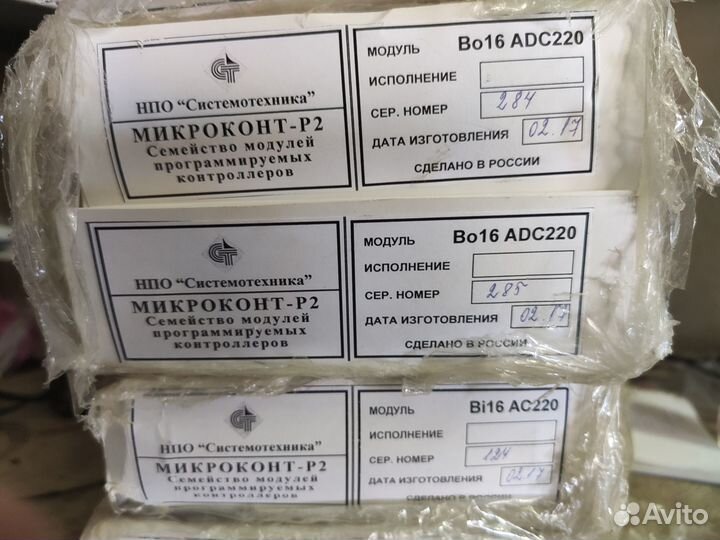 НПО “Системотехника”
МИКРОКОНТ-Р2
Семейство модулей
программируемых
контроллеров
МОДУЛЬ Bo16 ADC220
ИСПОЛНЕНИЕ
СЕР. НОМЕР 284
ДАТА ИЗГОТОВЛЕНИЯ 02.17
СДЕЛАНО В РОССИИ
НПО “Системотехника”
МИКРОКОНТ-Р2
Семейство модулей
программируемых
контроллеров
МОДУЛЬ Bo16 ADC220
ИСПОЛНЕНИЕ
СЕР. НОМЕР 285
ДАТА ИЗГОТОВЛЕНИЯ 02.17
СДЕЛАНО В РОССИИ
НПО “Системотехника”
МИКРОКОНТ-Р2
Семейство модулей
программируемых
контроллеров
МОДУЛЬ Bi16 AC220
ИСПОЛНЕНИЕ
СЕР. НОМЕР 124
ДАТА ИЗГОТОВЛЕНИЯ 02.17
СДЕЛАНО В РОССИИ
Avito